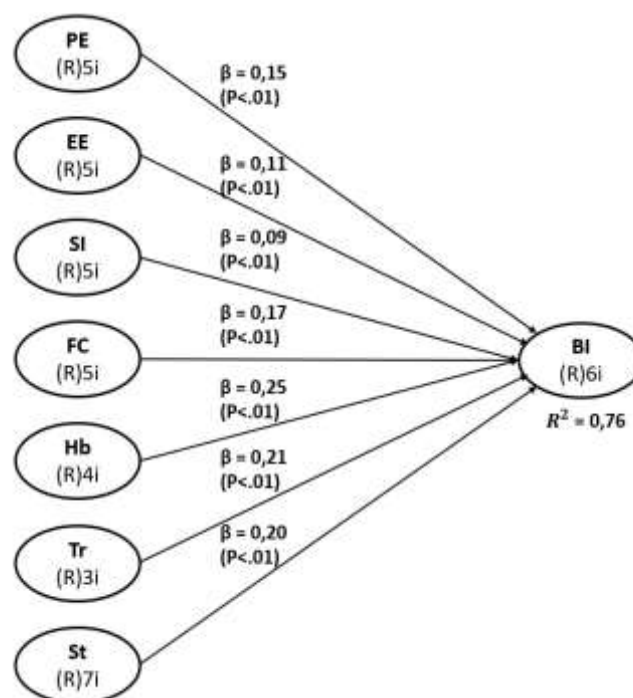 PE
(R)5i
β = 0,15
(P<.01)
EE
(R)5i
β = 0,11
(P<.01)
SI
(R)5i
β = 0,09
(P<.01)
FC
(R)5i
β = 0,17
(P<.01)
BI
(R)6i
R² = 0,76
Hb
(R)4i
β = 0,25
(P<.01)
Tr
(R)3i
β = 0,21
(P<.01)
St
(R)7i
β = 0,20
(P<.01)